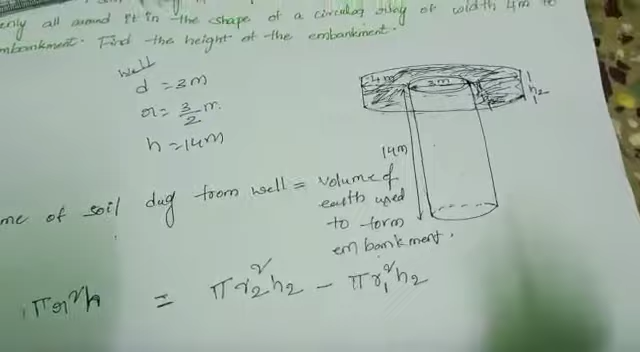 all around it in the shape of a circular ring of width 4m to
embankment. Find the height of the embankment.
Well
d = 3m
r = 3/2 m.
h = 14m
4m
3m
h₂
14m
me of soil dug from well = volume of
earth used
to form
embankment.
πr²h = πr₂²h₂ - πr₁²h₂